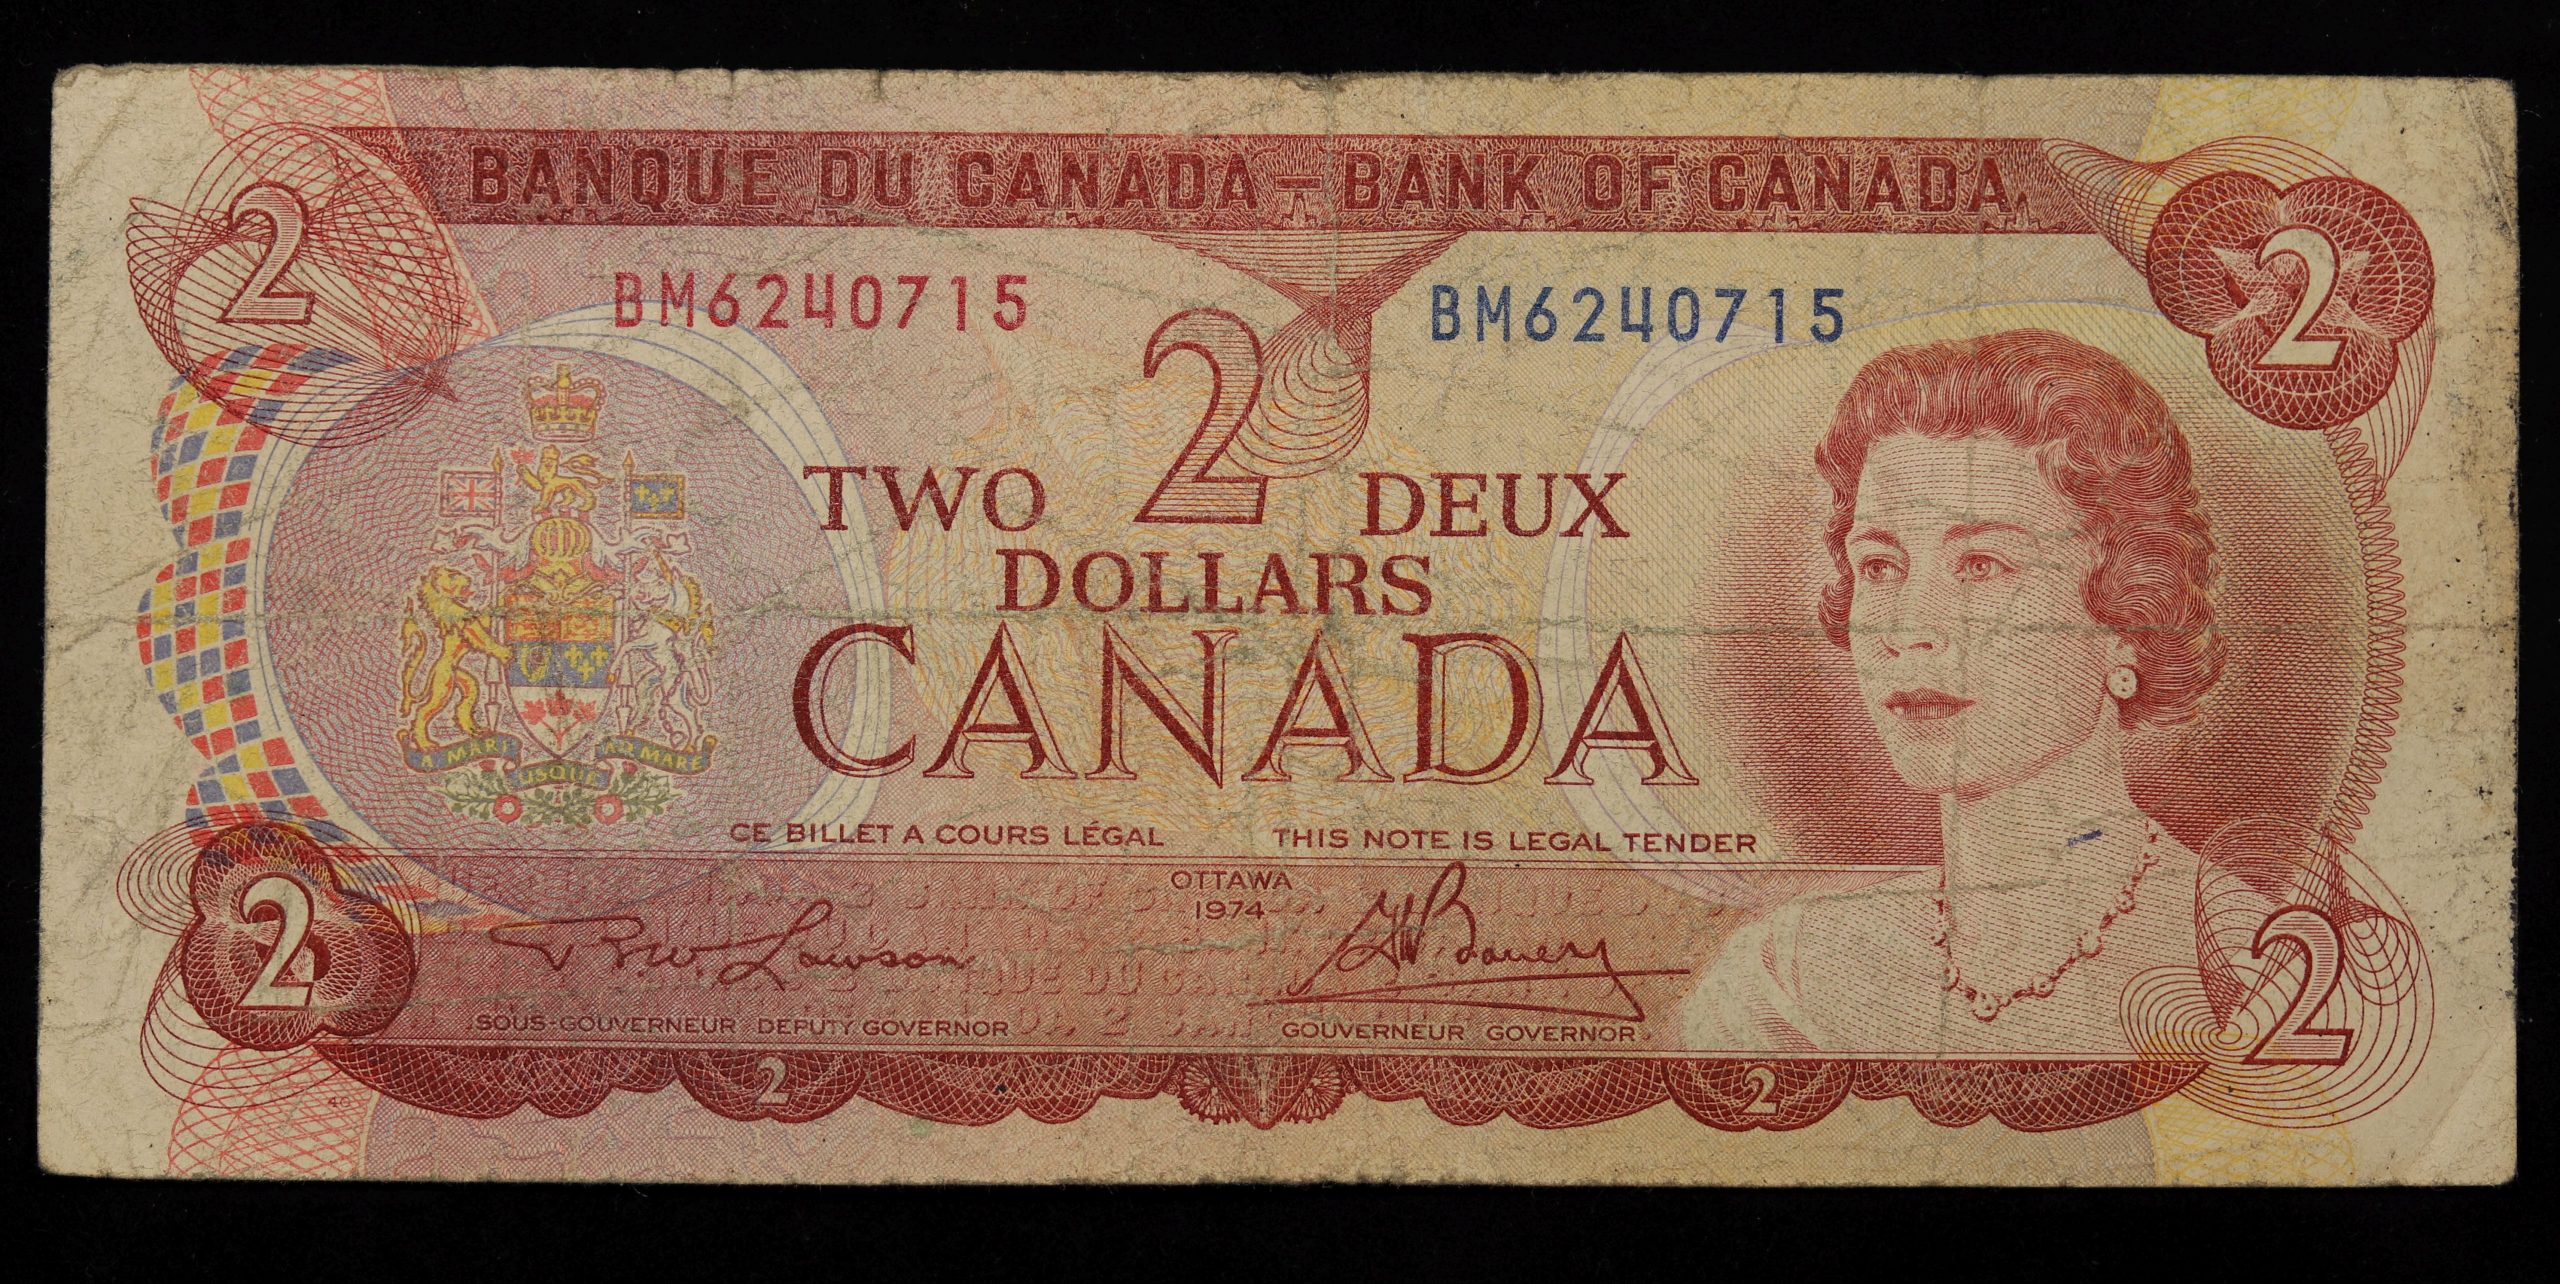 BANQUE DU CANADA – BANK OF CANADA
2
2
BM6240715
BM6240715
2
TWO
DEUX
DOLLARS
CANADA
A MARI USQUE AD MARE
CE BILLET A COURS LÉGAL
THIS NOTE IS LEGAL TENDER
OTTAWA
1974
2
2
R W Lawson
G K Bouey
SOUS-GOUVERNEUR DEPUTY GOVERNOR
GOUVERNEUR GOVERNOR
2
2